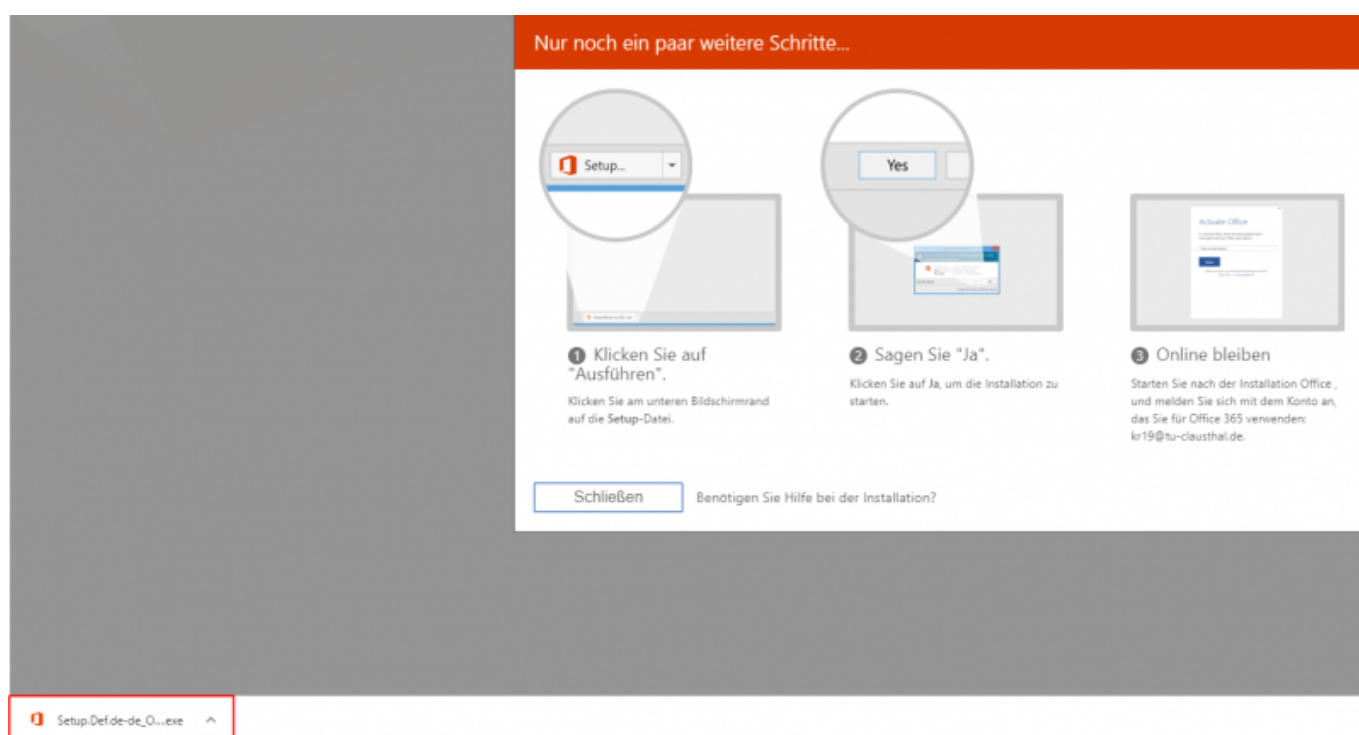 Nur noch ein paar weitere Schritte...
Setup...
Yes
Activate Office
1 Klicken Sie auf
"Ausführen".
Klicken Sie am unteren Bildschirmrand
auf die Setup-Datei.
2 Sagen Sie "Ja".
Klicken Sie auf Ja, um die Installation zu
starten.
3 Online bleiben
Starten Sie nach der Installation Office ,
und melden Sie sich mit dem Konto an,
das Sie für Office 365 verwenden:
kr19@tu-clausthal.de.
Schließen
Benötigen Sie Hilfe bei der Installation?
Setup.Def.de-de_O....exe